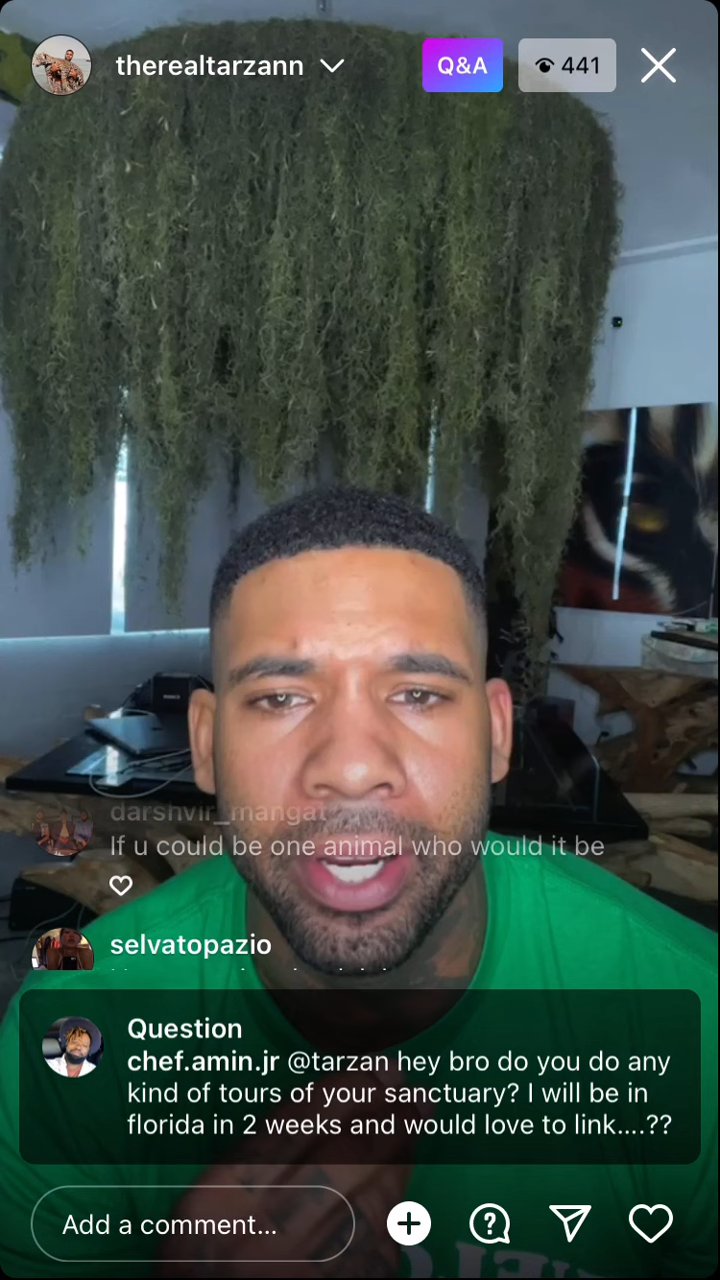 therealtarzann
Q&A
441
darshvir_mangat
If u could be one animal who would it be
selvatopazio
Question
chef.amin.jr @tarzan hey bro do you do any
kind of tours of your sanctuary? I will be in
florida in 2 weeks and would love to link....??
Add a comment...